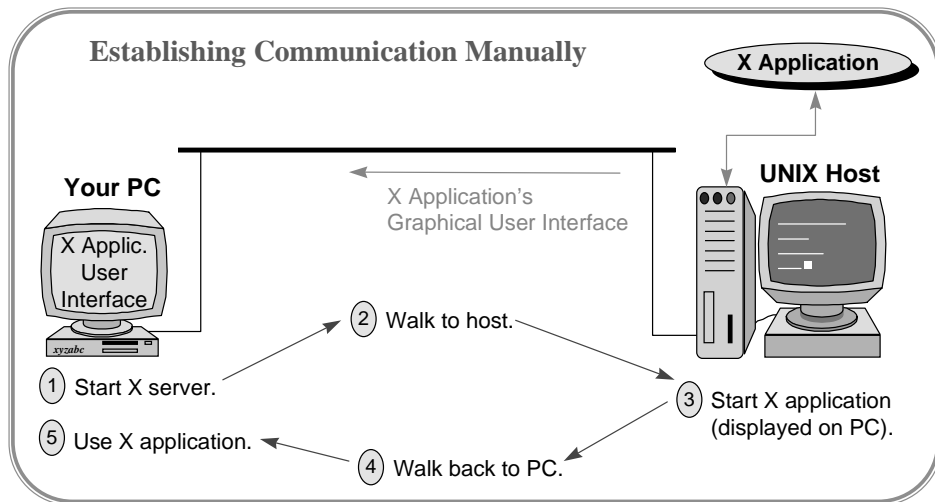 Establishing Communication Manually
X Application
Your PC
UNIX Host
X Application's
Graphical User Interface
X Applic.
User
Interface
xyzabc
2 Walk to host.
1 Start X server.
3 Start X application
(displayed on PC).
5 Use X application.
4 Walk back to PC.